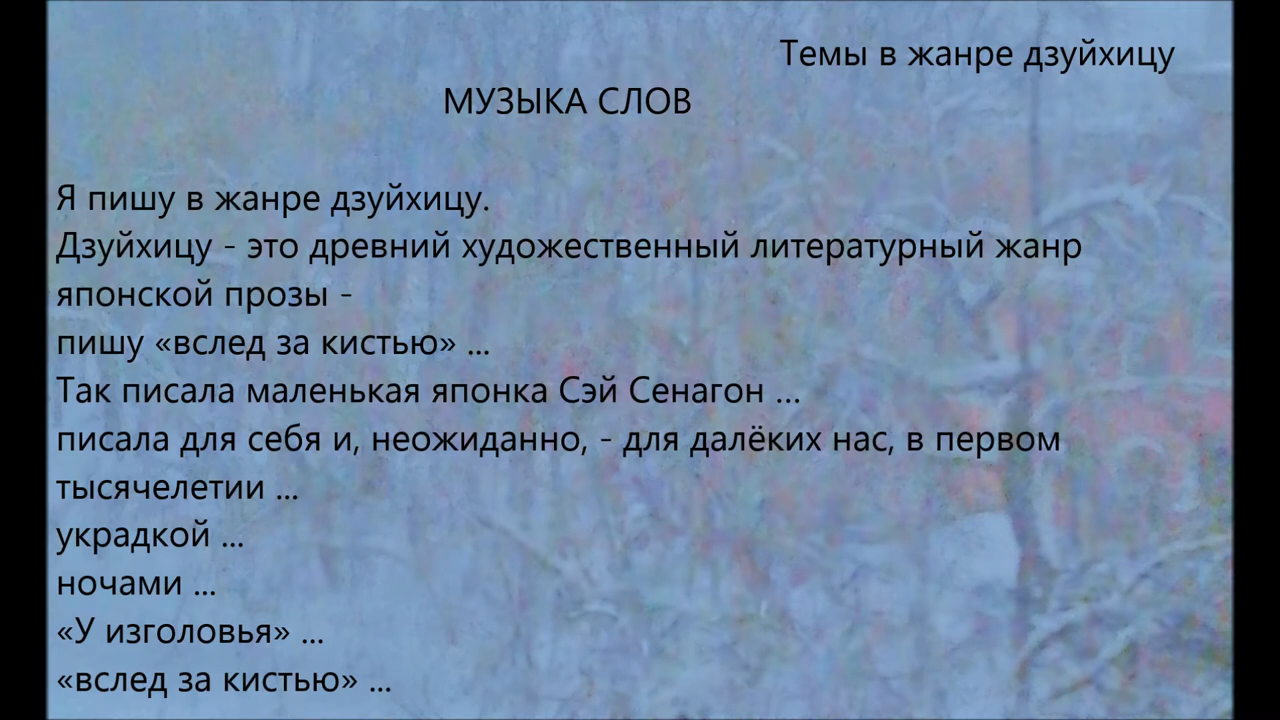 Темы в жанре дзуйхицу
МУЗЫКА СЛОВ
Я пишу в жанре дзуйхицу.
Дзуйхицу - это древний художественный литературный жанр
японской прозы -
пишу «вслед за кистью» ...
Так писала маленькая японка Сэй Сенагон ...
писала для себя и, неожиданно, - для далёких нас, в первом
тысячелетии ...
украдкой ...
ночами ...
«У изголовья» ...
«вслед за кистью» ...